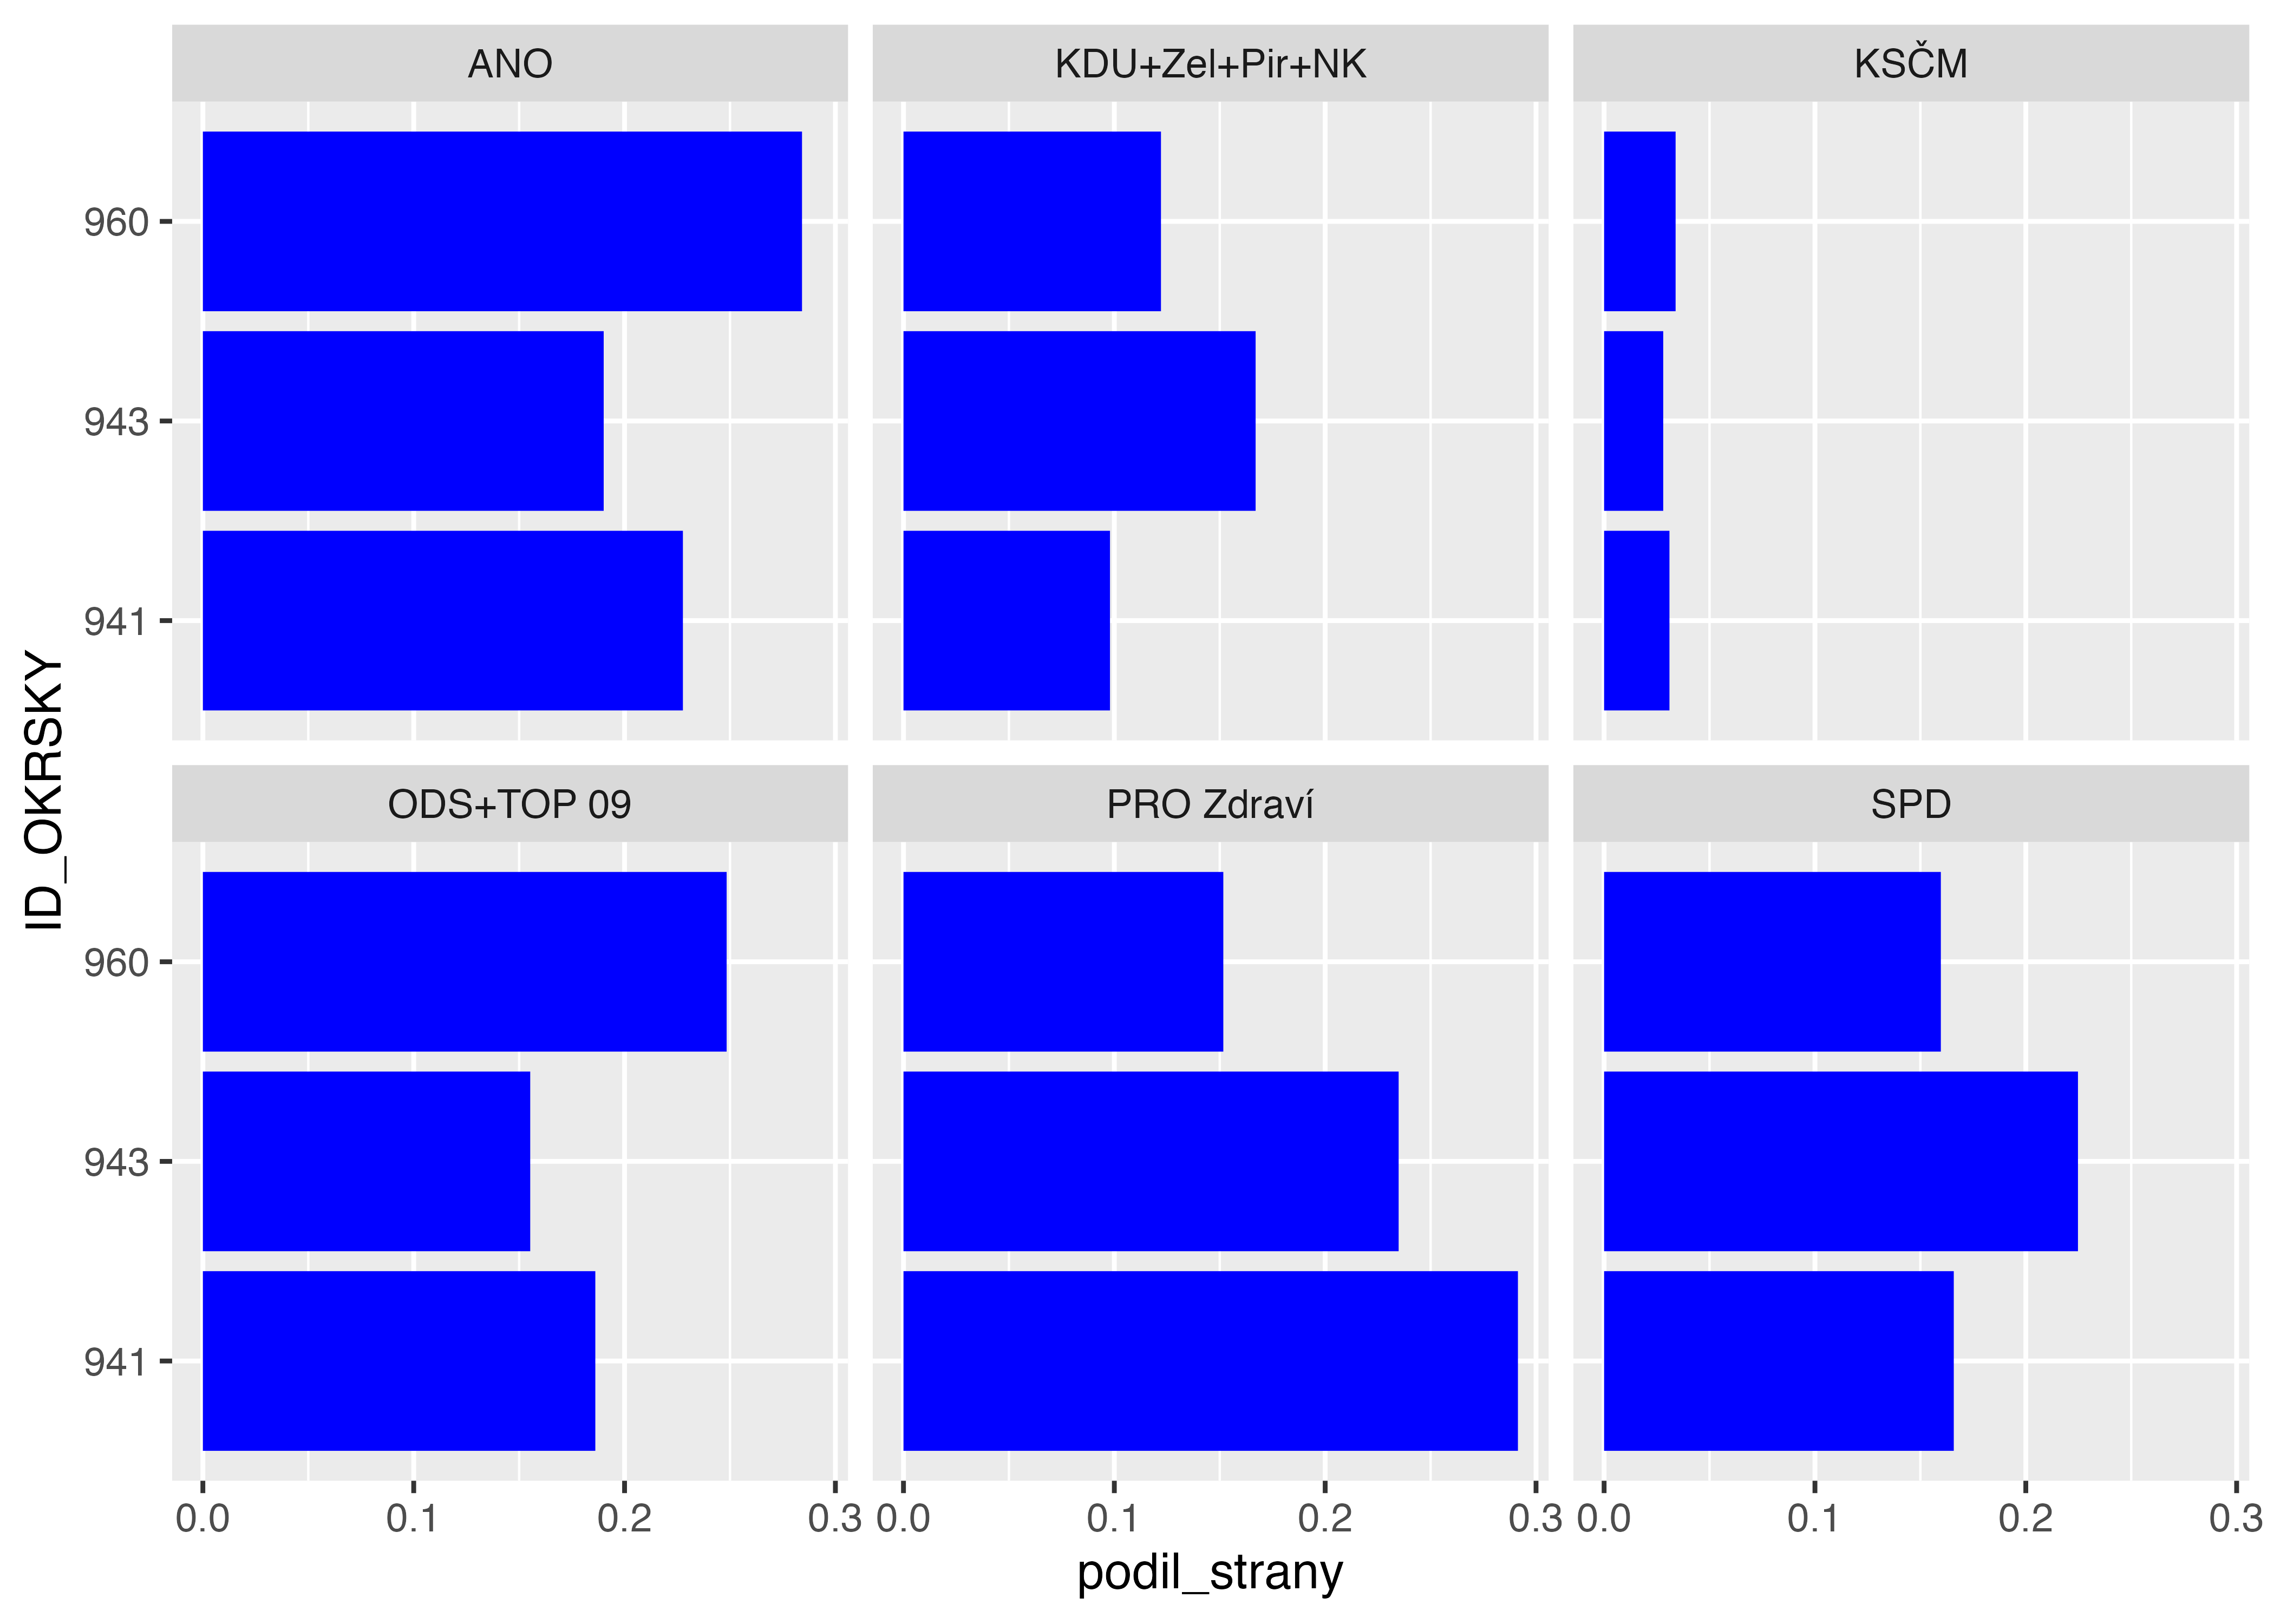 ANO
KDU+Zel+Pir+NK
KSČM
960
943
941
ID_OKRSKY
ODS+TOP 09
PRO Zdraví
SPD
960
943
941
0.0 0.1 0.2 0.3 0.0 0.1 0.2 0.3 0.0 0.1 0.2 0.3
podil_strany